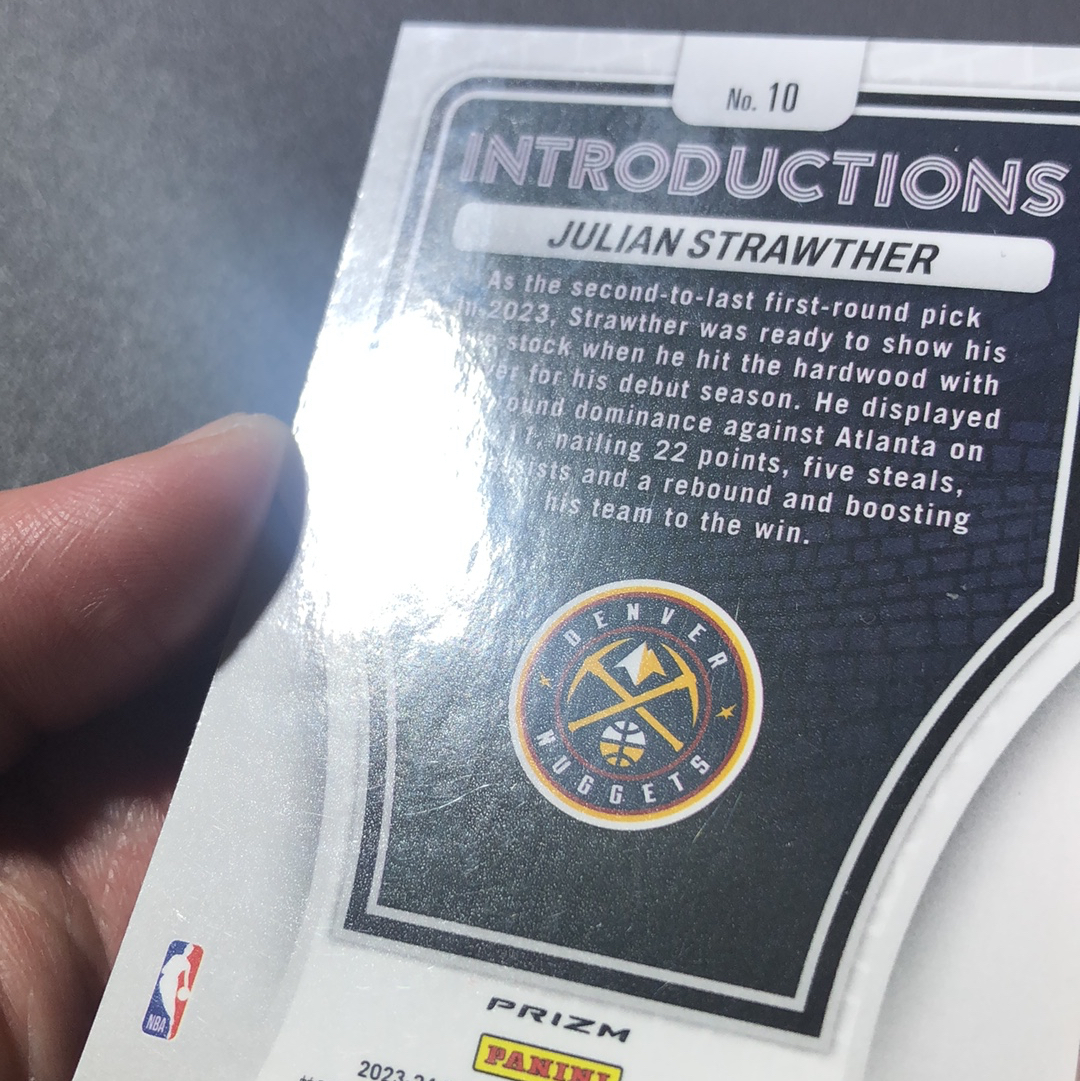 No. 10
INTRODUCTIONS
JULIAN STRAWTHER
As the second-to-last first-round pick
in 2023, Strawther was ready to show his
stock when he hit the hardwood with
for his debut season. He displayed
dominance against Atlanta on
nailing 22 points, five steals,
and a rebound and boosting
his team to the win.
DENVER
NUGGETS
NBA
PRIZM
PANINI